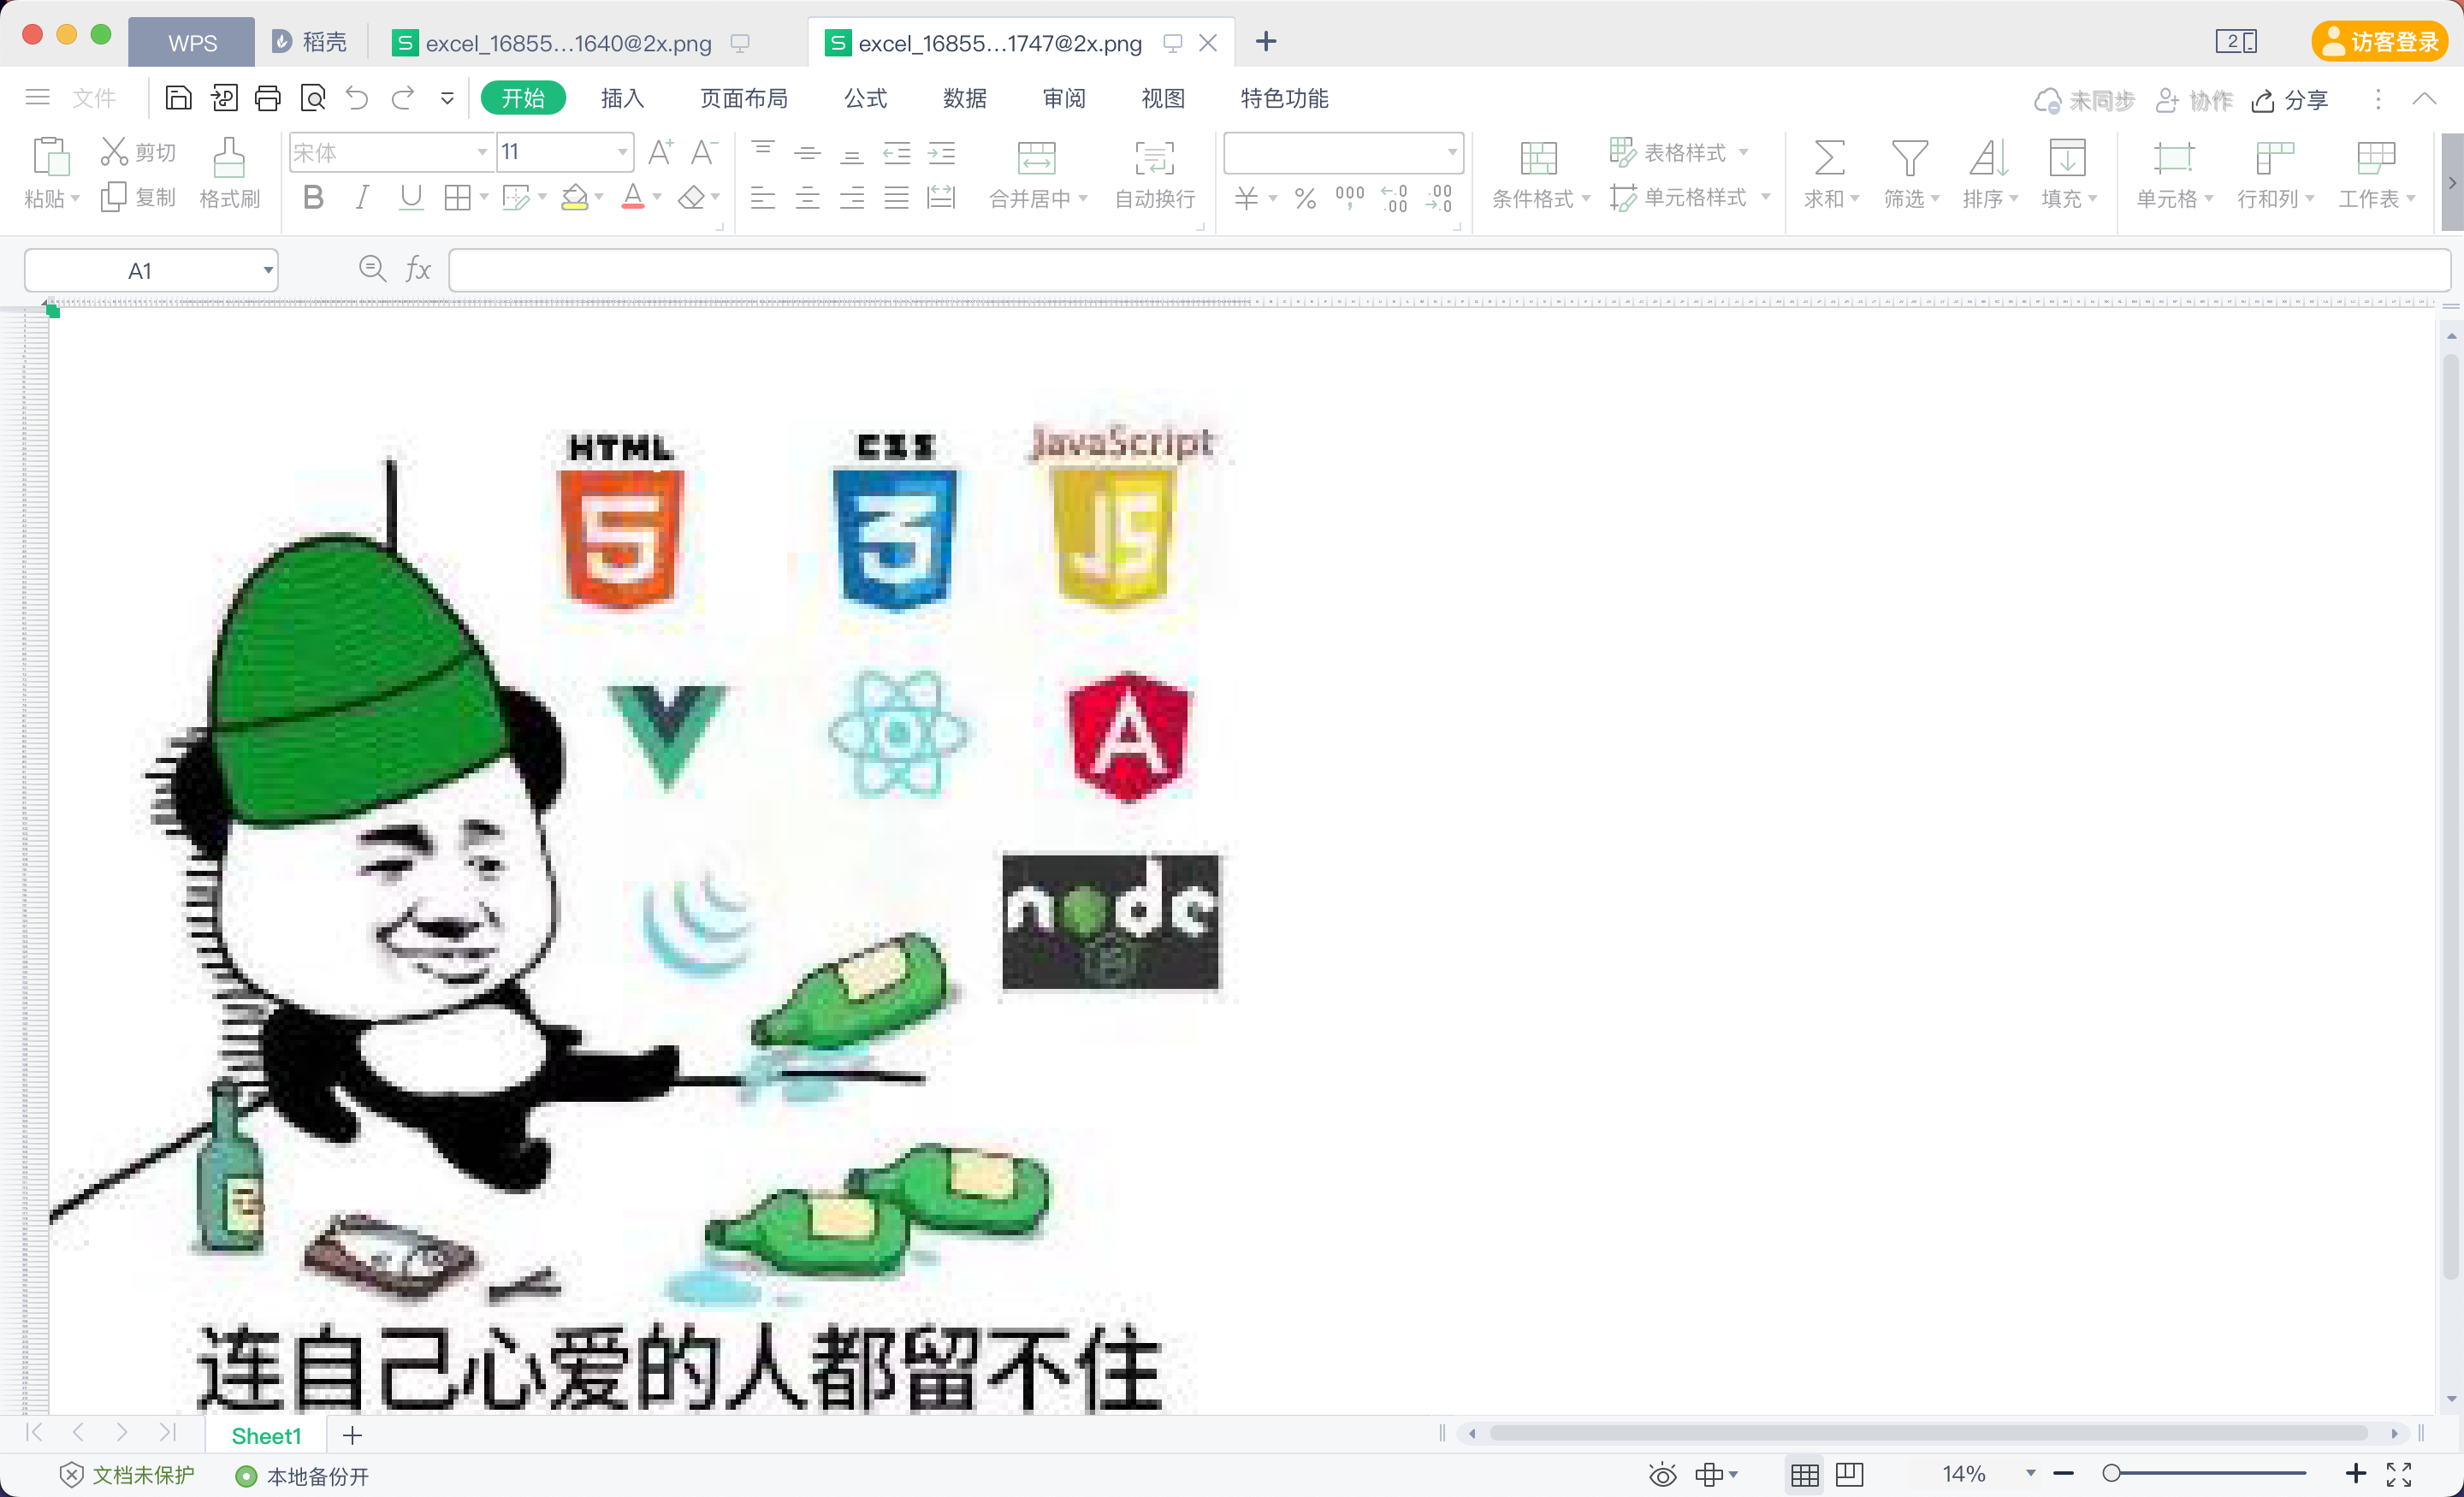 WPS 稻壳 excel_16855...1640@2x.png excel_16855...1747@2x.png 2 访客登录
文件 开始 插入 页面布局 公式 数据 审阅 视图 特色功能 未同步 协作 分享
粘贴 剪切 复制 格式刷 宋体 11 合并居中 自动换行 条件格式 表格样式 单元格样式 求和 筛选 排序 填充 单元格 行和列 工作表
A1 fx
HTML CSS JavaScript
5 3 JS
A
node
连自己心爱的人都留不住
Sheet1
文档未保护 本地备份开 14%